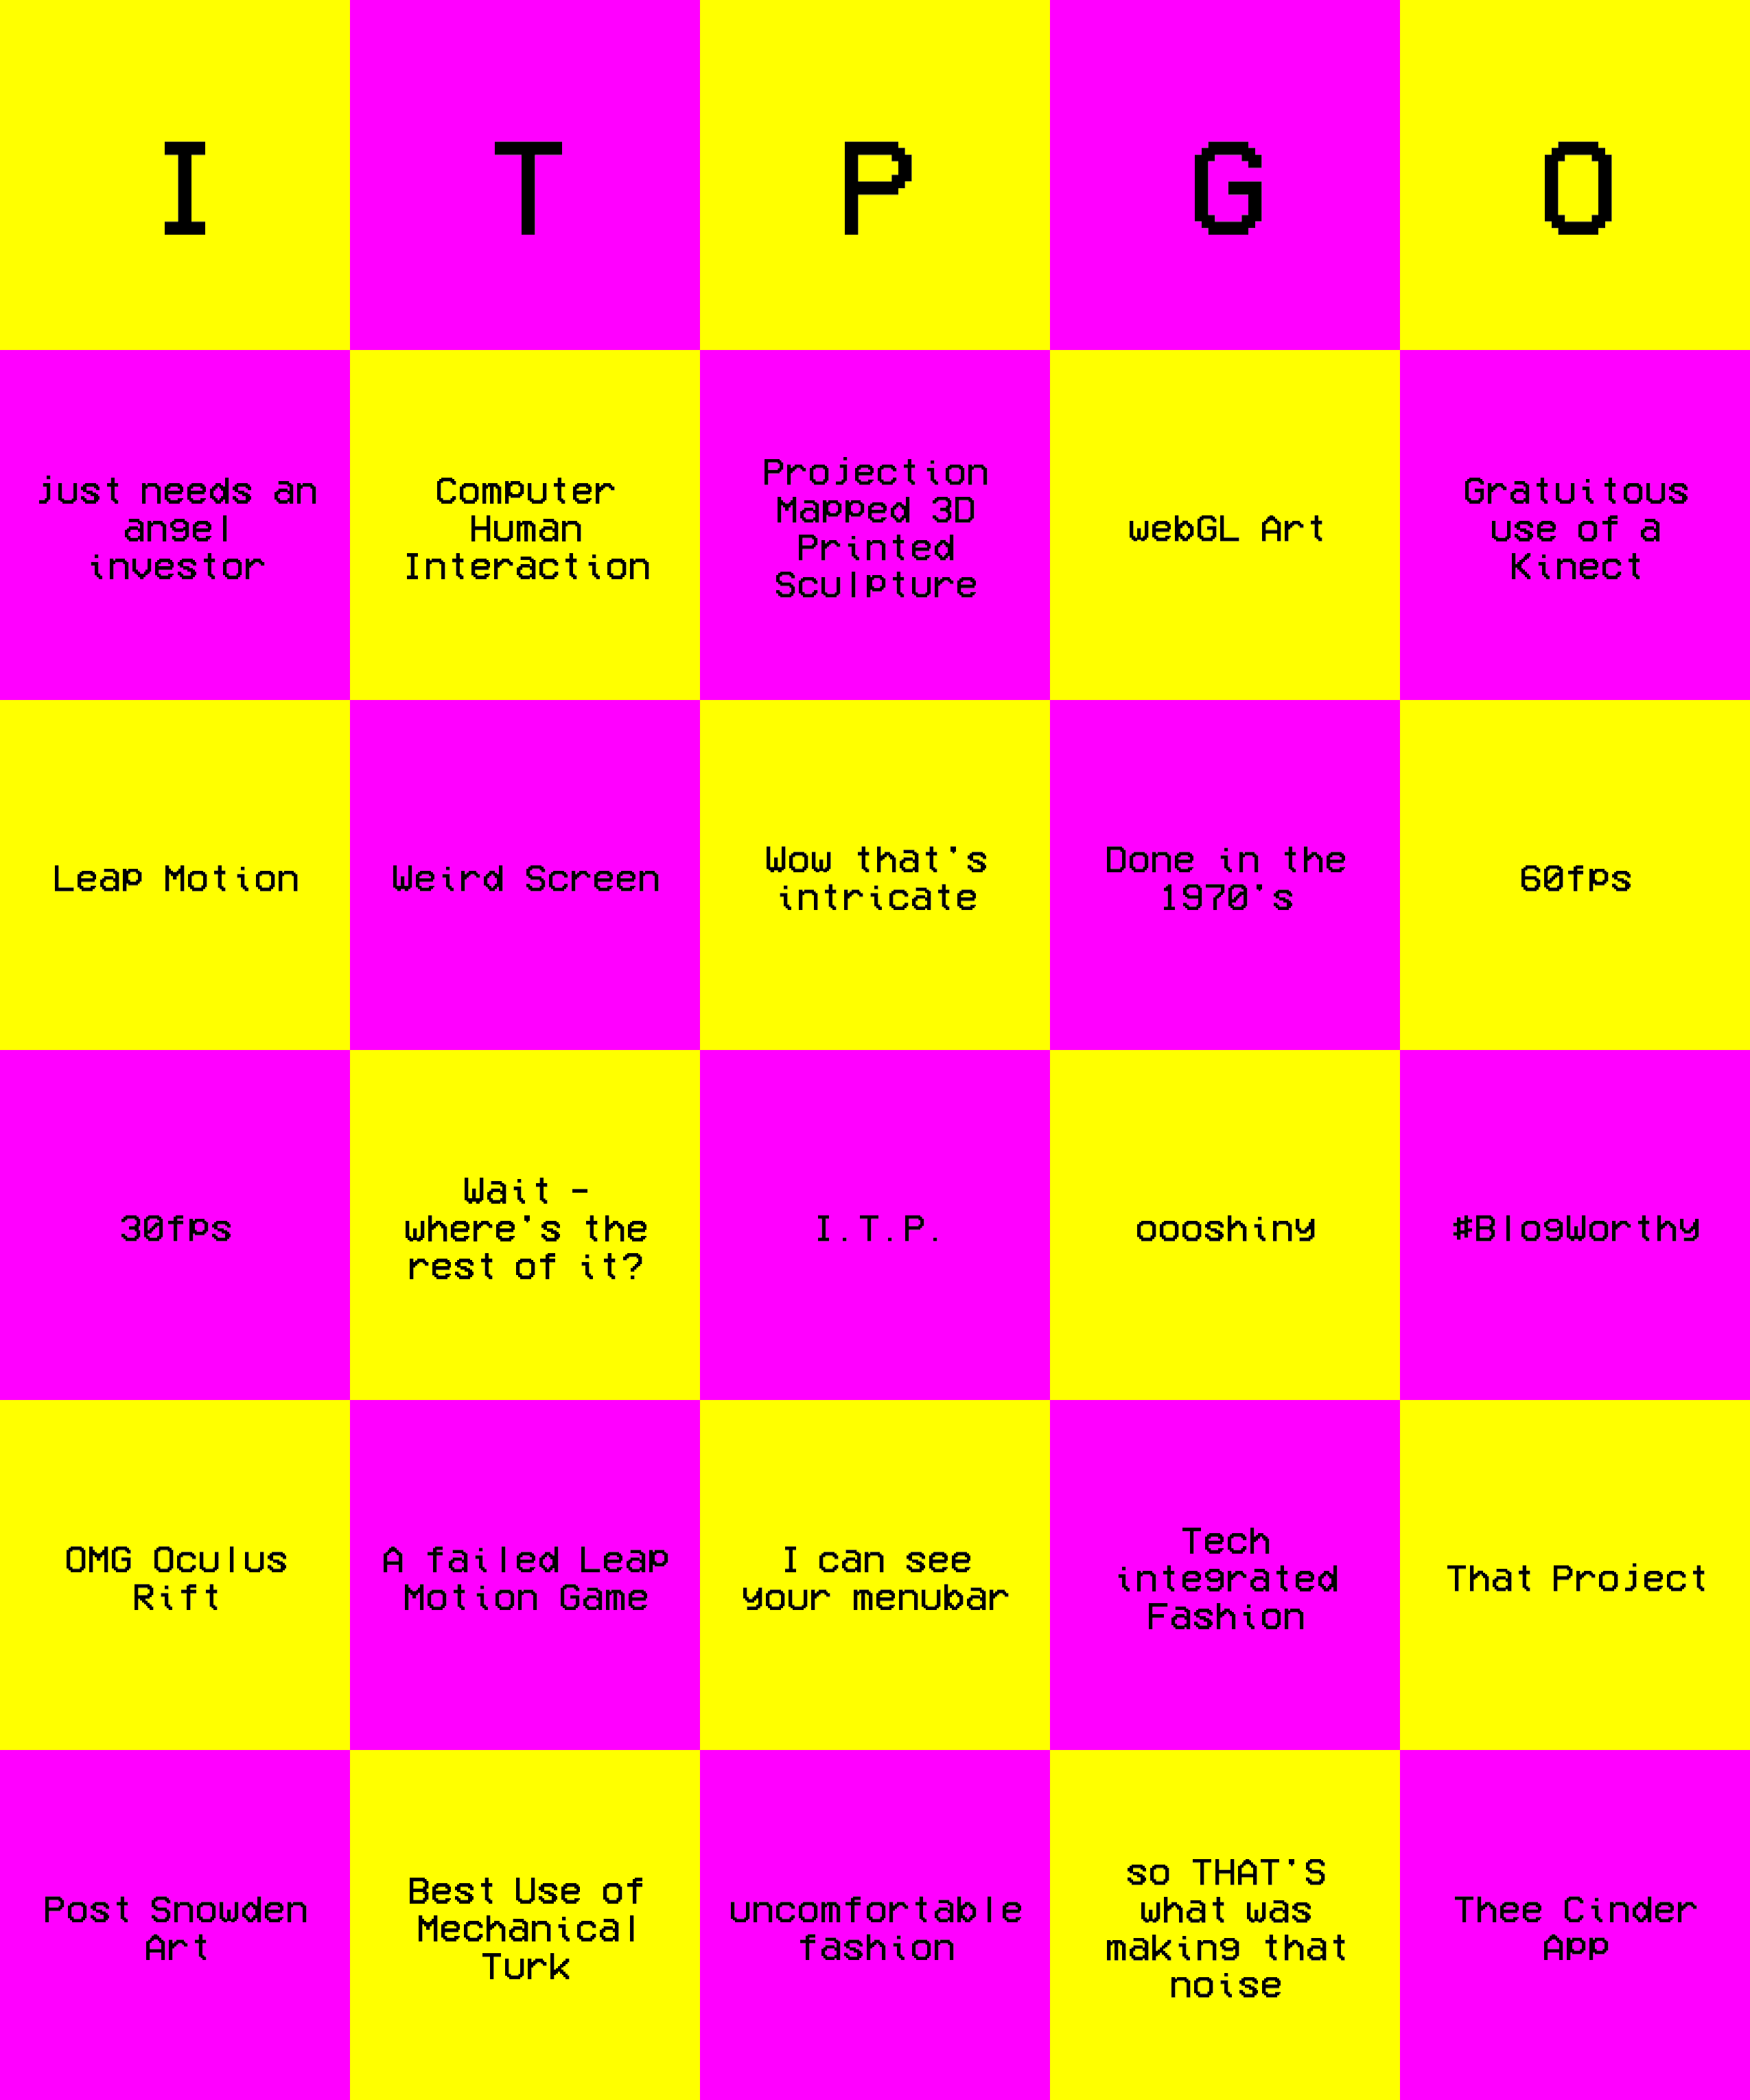 I T P G O
just needs an
angel
investor
Computer
Human
Interaction
Projection
Mapped 3D
Printed
Sculpture
webGL Art
Gratuitous
use of a
Kinect
Leap Motion
Weird Screen
Wow that's
intricate
Done in the
1970's
60fps
30fps
Wait -
where's the
rest of it?
I.T.P.
oooshiny
#BlogWorthy
OMG Oculus
Rift
A failed Leap
Motion Game
I can see
your menubar
Tech
integrated
Fashion
That Project
Post Snowden
Art
Best Use of
Mechanical
Turk
uncomfortable
fashion
so THAT'S
what was
making that
noise
Thee Cinder
App